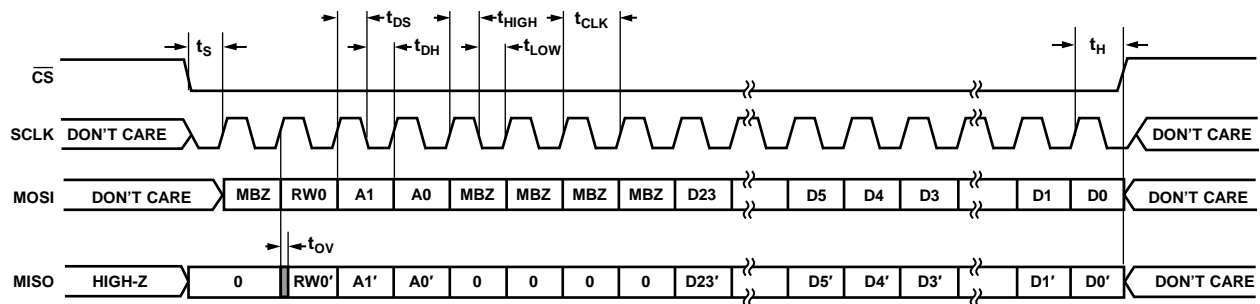 tS tDS tDH tHIGH tLOW tCLK tH
CS
SCLK DON'T CARE DON'T CARE
MOSI DON'T CARE MBZ RW0 A1 A0 MBZ MBZ MBZ MBZ D23 D5 D4 D3 D1 D0 DON'T CARE
tOV
MISO HIGH-Z 0 RW0′ A1′ A0′ 0 0 0 0 D23′ D5′ D4′ D3′ D1′ D0′ DON'T CARE